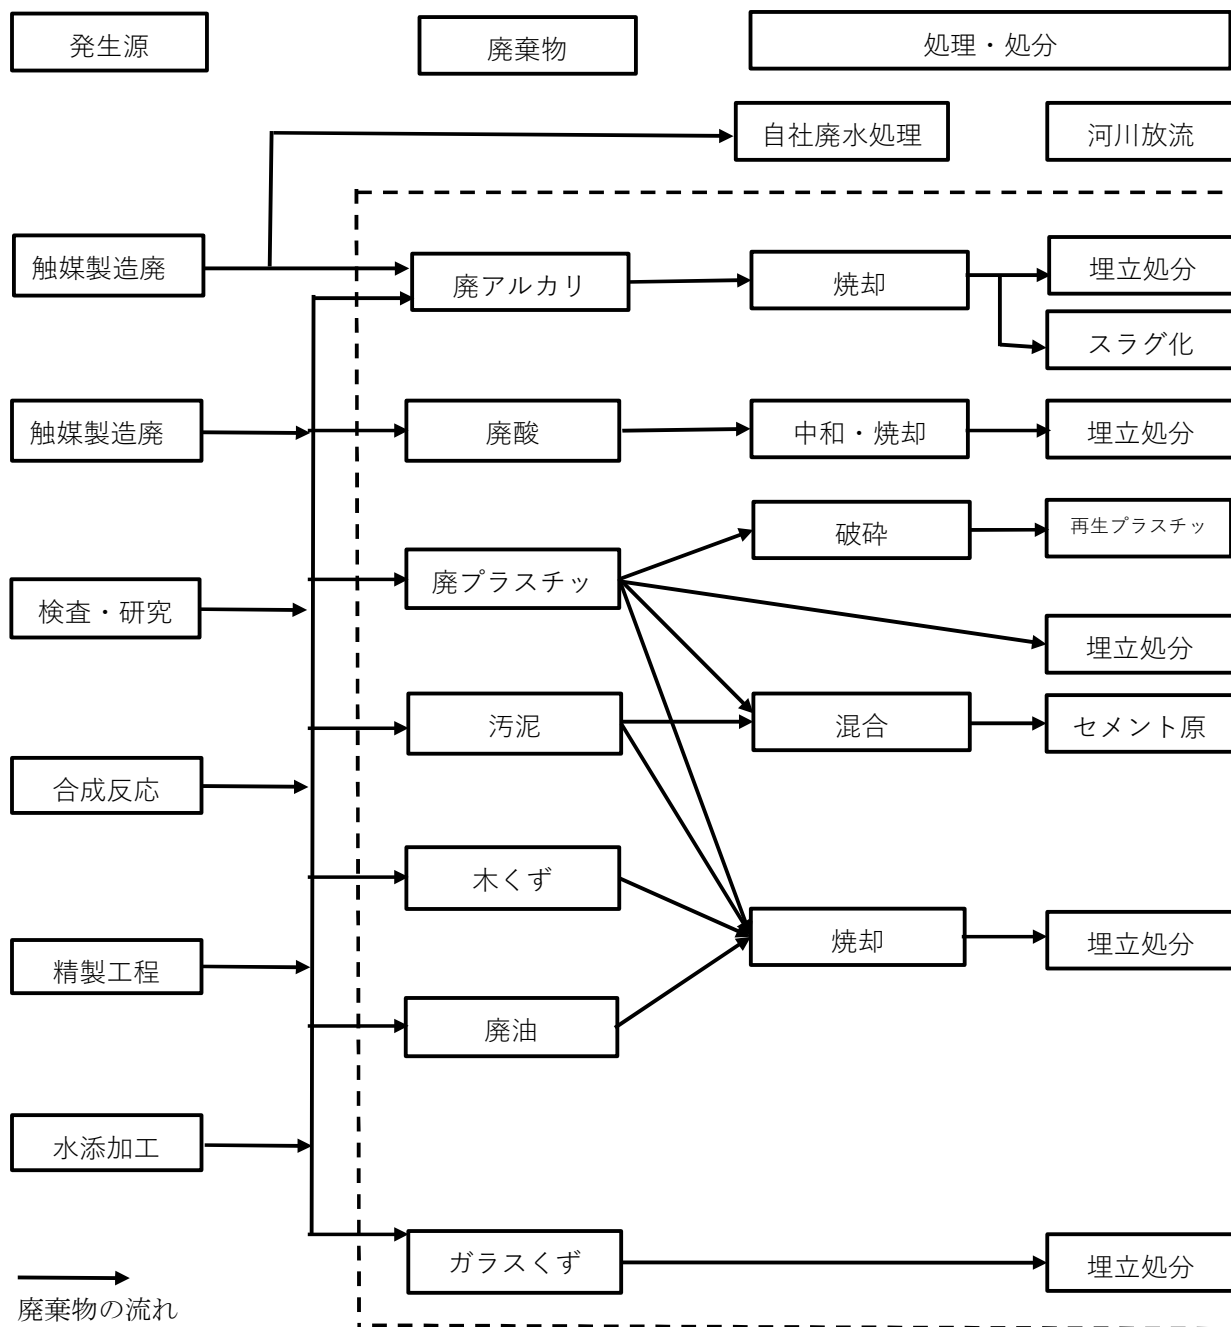 発生源
廃棄物
処理・処分
自社廃水処理
河川放流
触媒製造廃
廃アルカリ
焼却
埋立処分
スラグ化
触媒製造廃
廃酸
中和・焼却
埋立処分
破砕
再生プラスチッ
検査・研究
廃プラスチッ
埋立処分
汚泥
混合
セメント原
合成反応
木くず
焼却
埋立処分
精製工程
廃油
水添加工
ガラスくず
埋立処分
廃棄物の流れ